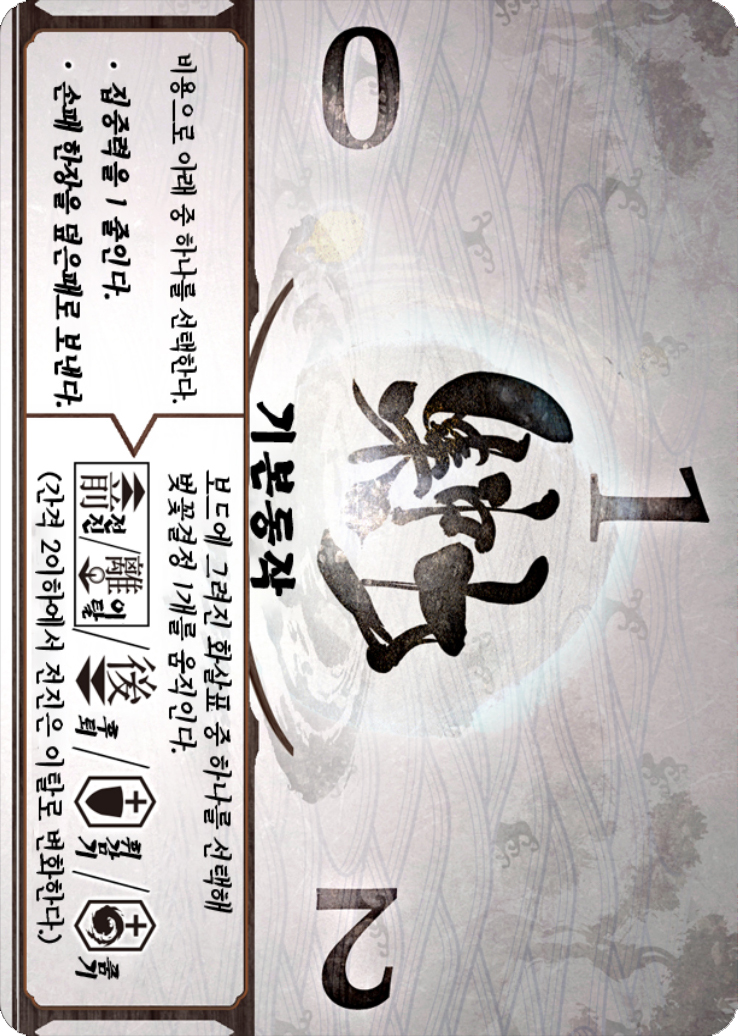 1
0
2
集中力
기본동작
비용으로 아래 중 하나를 선택한다.
· 집중력을 1 줄인다.
· 손패 한장을 덮은패로 보낸다.
보드에 그려진 화살표 중 하나를 선택해
벚꽃결정 1개를 움직인다.
前전진/離이탈/後후퇴/휘감기/품기
(간격 2이하에서 전진은 이탈로 변화한다.)